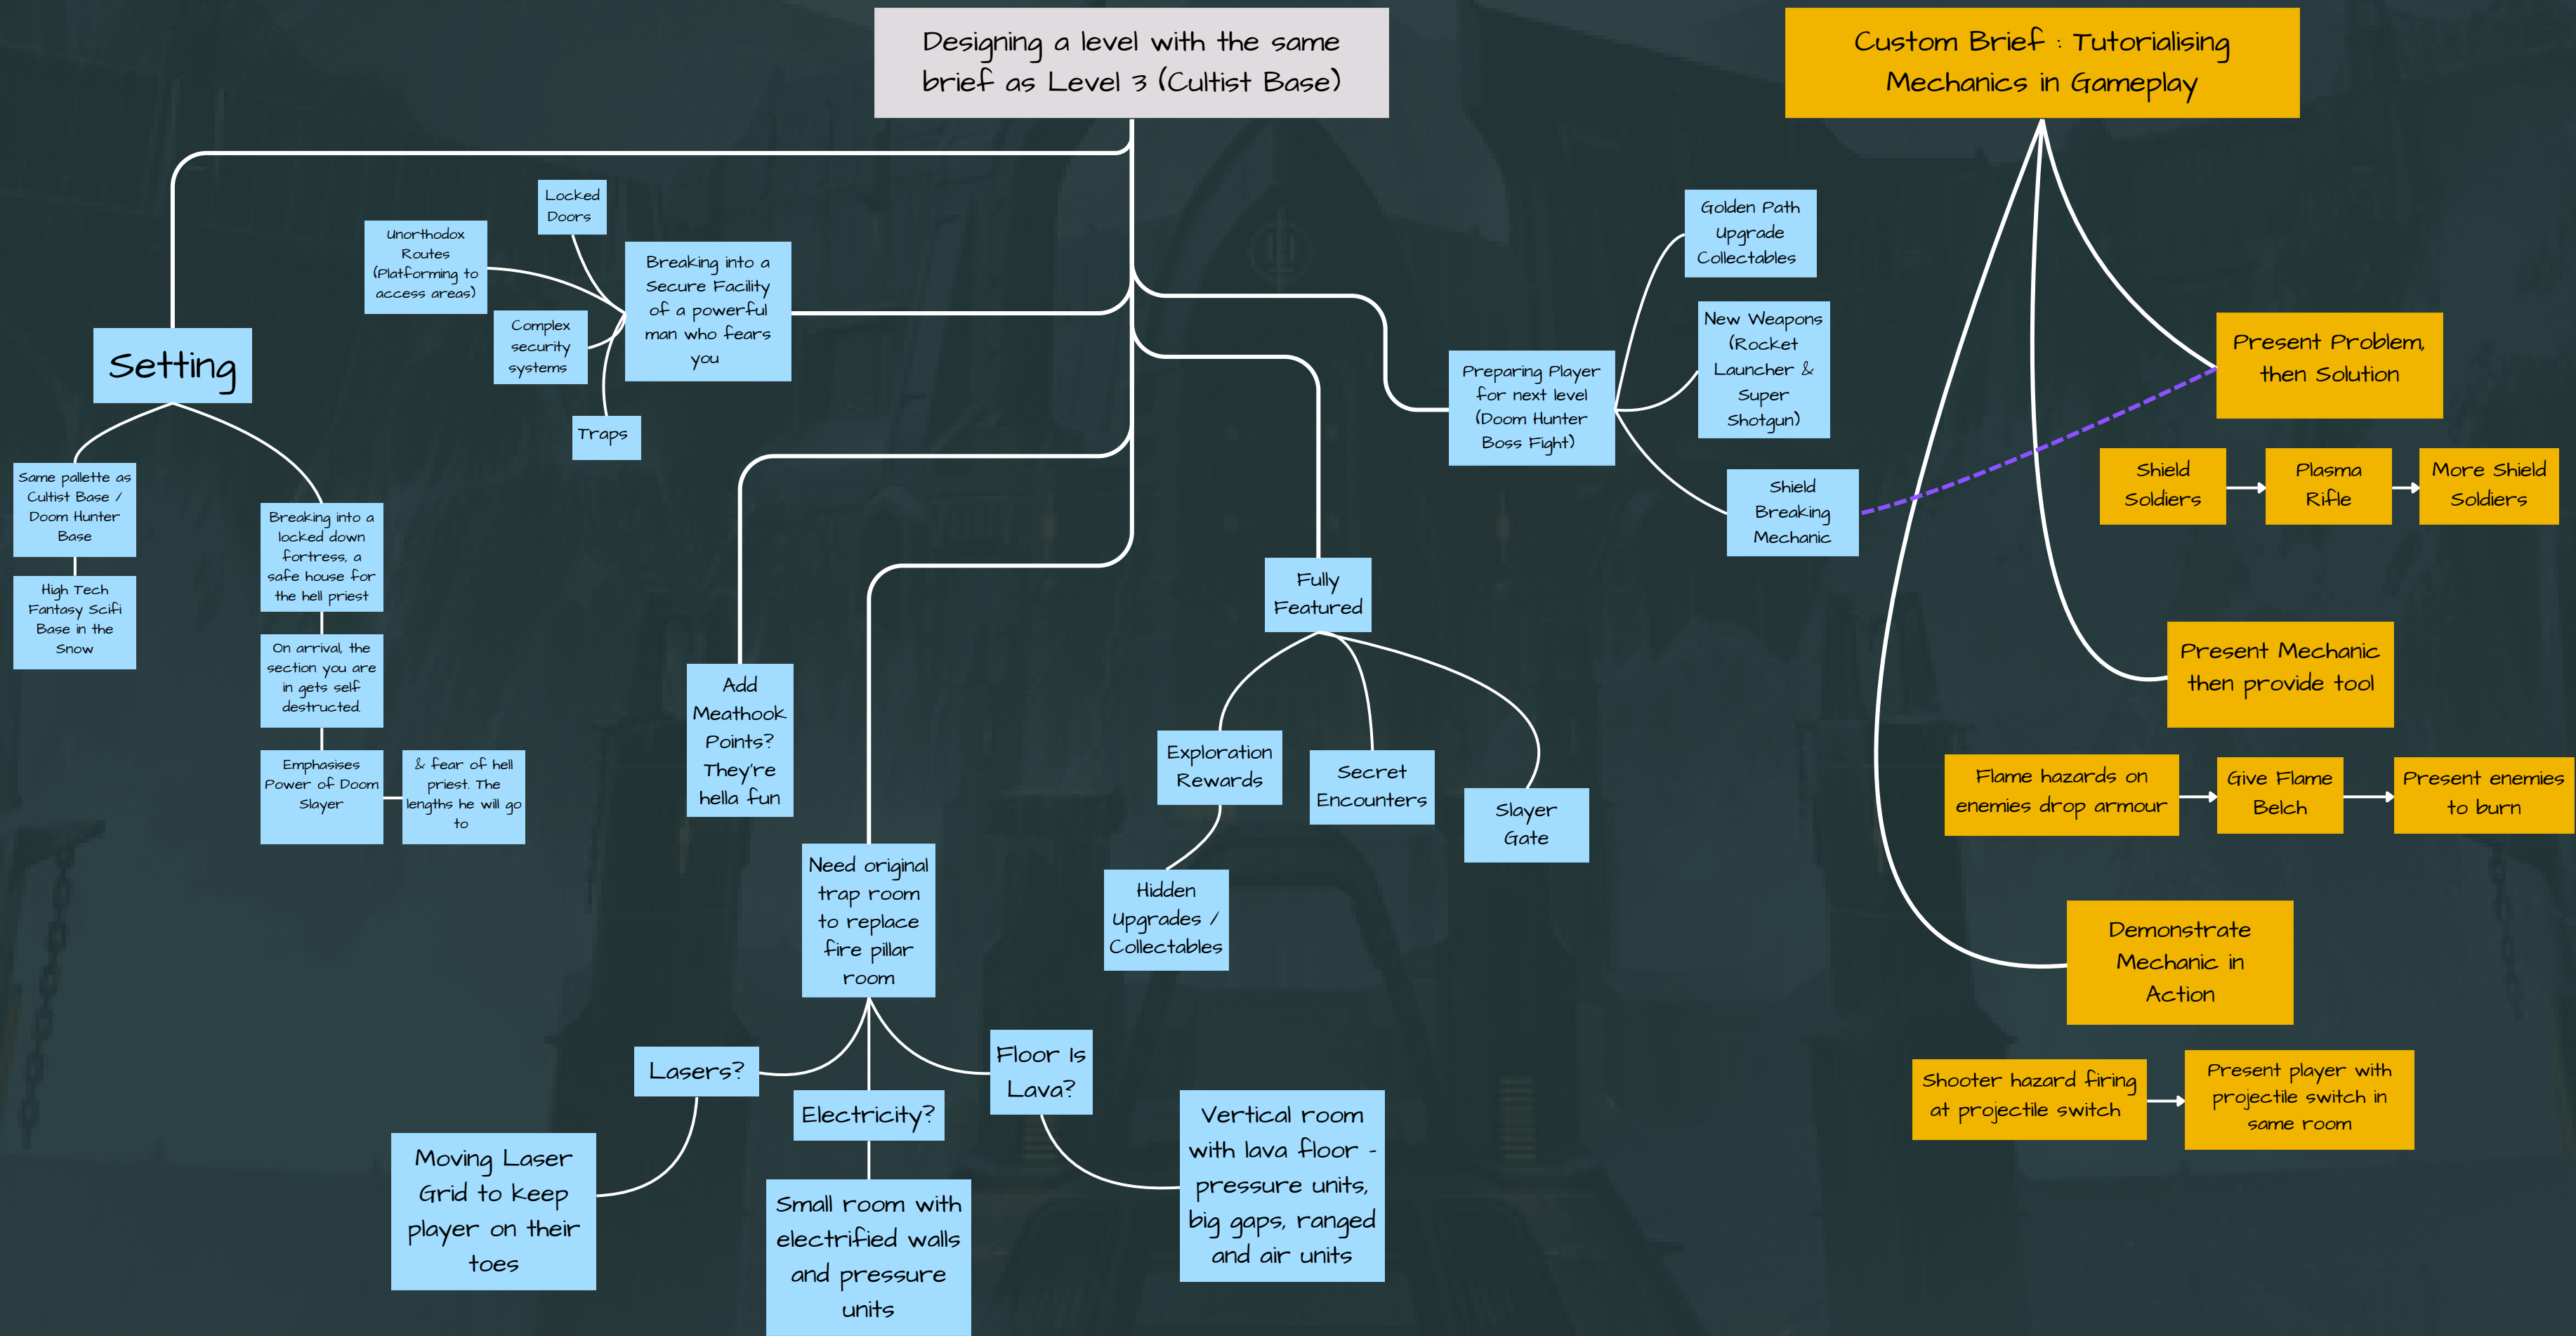 Designing a level with the same
brief as Level 3 (Cultist Base)
Custom Brief : Tutorialising
Mechanics in Gameplay
Setting
Same pallette as
Cultist Base /
Doom Hunter
Base
High Tech
Fantasy Scifi
Base in the
Snow
Breaking into a
locked down
fortress, a
safe house for
the hell priest
On arrival, the
section you are
in gets self
destructed.
Emphasises
Power of Doom
Slayer
& fear of hell
priest. The
lengths he will go
to
Locked
Doors
Unorthodox
Routes
(Platforming to
access areas)
Complex
security
systems
Traps
Breaking into a
Secure Facility
of a powerful
man who fears
you
Add
Meathook
Points?
They're
hella fun
Need original
trap room
to replace
fire pillar
room
Lasers?
Moving Laser
Grid to keep
player on their
toes
Electricity?
Small room with
electrified walls
and pressure
units
Floor Is
Lava?
Vertical room
with lava floor -
pressure units,
big gaps, ranged
and air units
Fully
Featured
Exploration
Rewards
Hidden
Upgrades /
Collectables
Secret
Encounters
Slayer
Gate
Preparing Player
for next level
(Doom Hunter
Boss Fight)
Golden Path
Upgrade
Collectables
New Weapons
(Rocket
Launcher &
Super
Shotgun)
Shield
Breaking
Mechanic
Present Problem,
then Solution
Shield
Soldiers
Plasma
Rifle
More Shield
Soldiers
Present Mechanic
then provide tool
Flame hazards on
enemies drop armour
Give Flame
Belch
Present enemies
to burn
Demonstrate
Mechanic in
Action
Shooter hazard firing
at projectile switch
Present player with
projectile switch in
same room